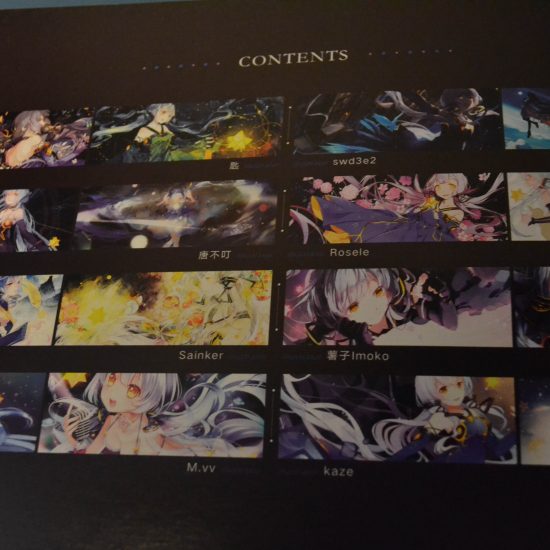 CONTENTS
匙
swd3e2
唐不叮
Rosele
Sainker
薯子Imoko
M.vv
kaze